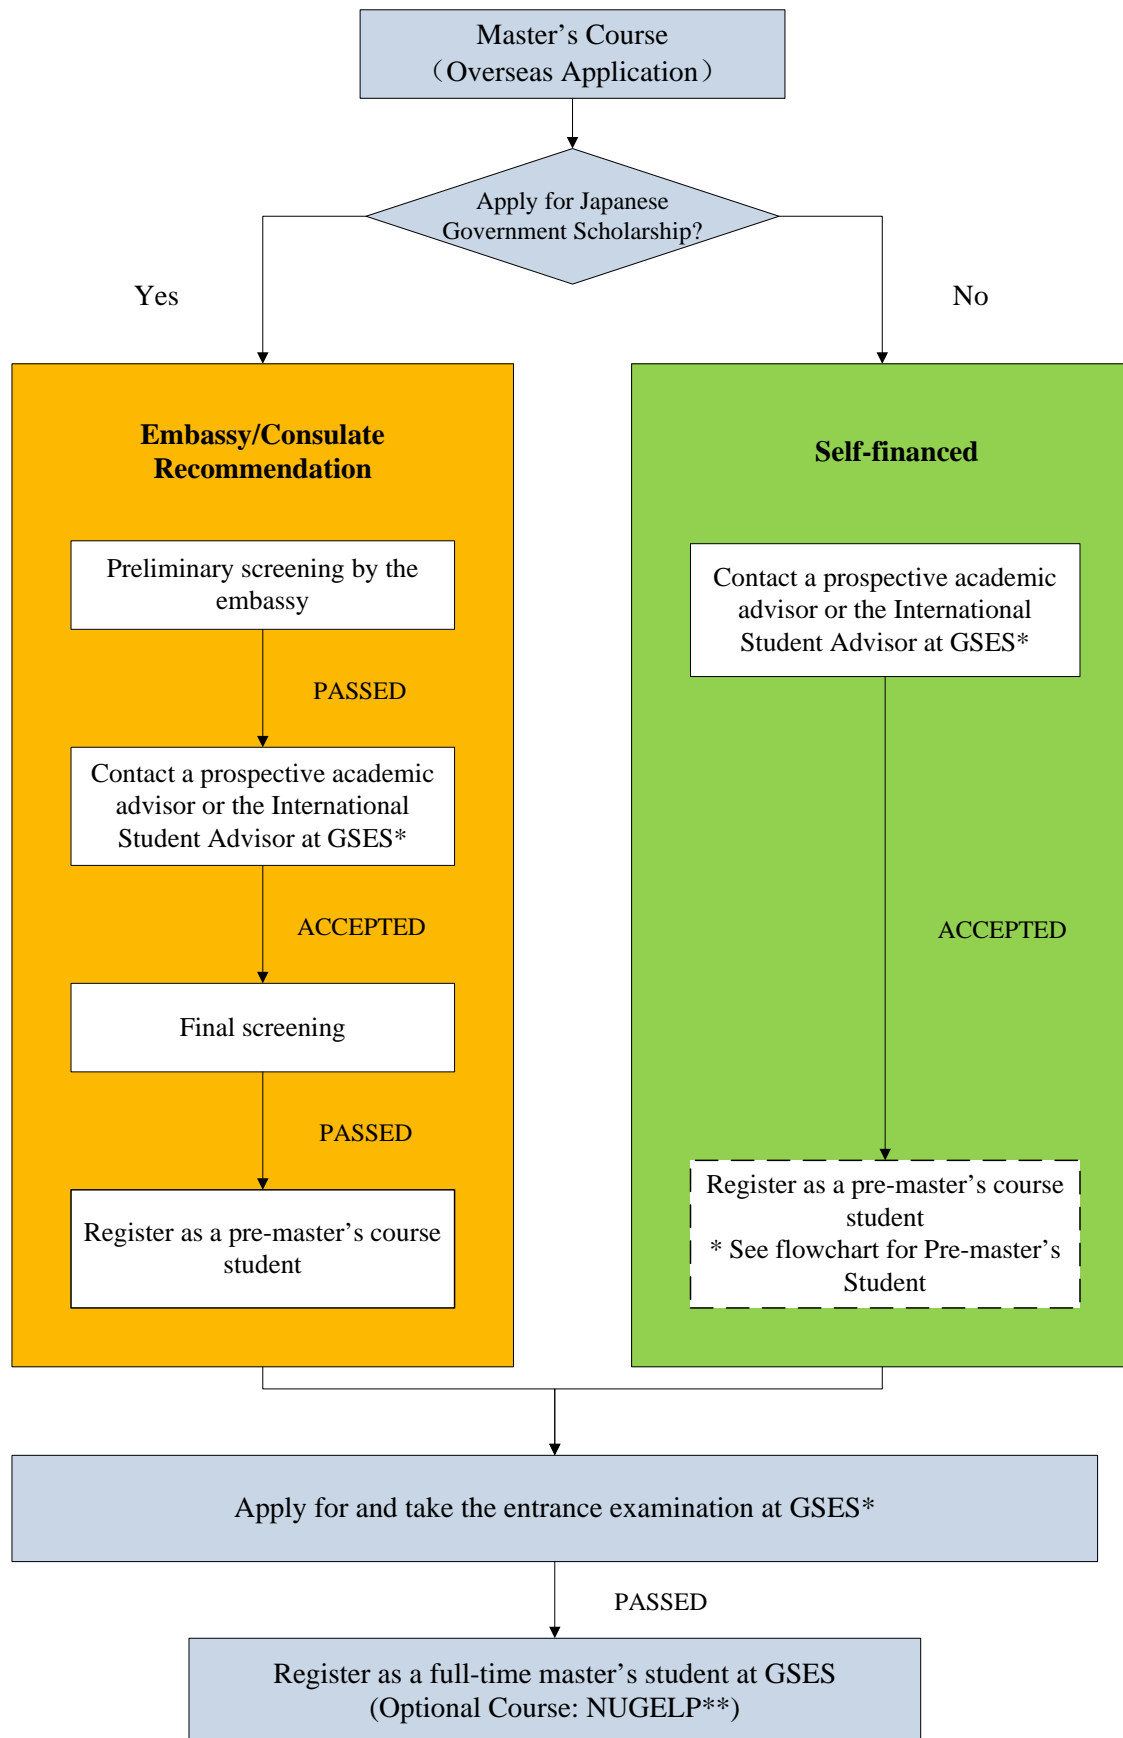 Master’s Course
（Overseas Application）
Apply for Japanese
Government Scholarship?
Yes
No
Embassy/Consulate
Recommendation
Preliminary screening by the
embassy
PASSED
Contact a prospective academic
advisor or the International
Student Advisor at GSES*
ACCEPTED
Final screening
PASSED
Register as a pre-master’s course
student
Self-financed
Contact a prospective academic
advisor or the International
Student Advisor at GSES*
ACCEPTED
Register as a pre-master’s course
student
* See flowchart for Pre-master’s
Student
Apply for and take the entrance examination at GSES*
PASSED
Register as a full-time master’s student at GSES
(Optional Course: NUGELP**)